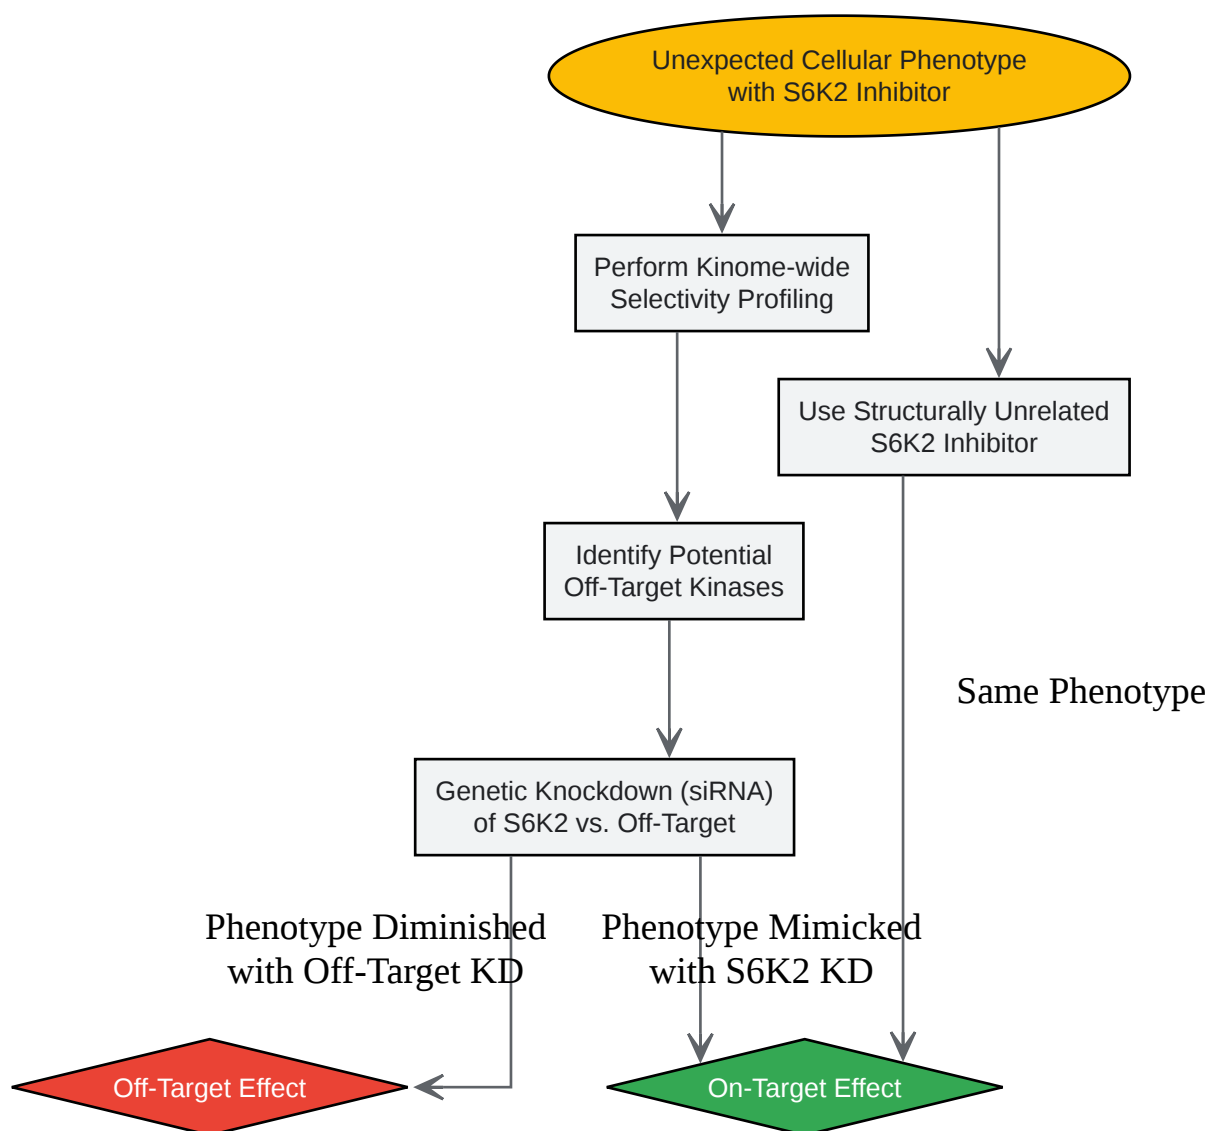 Unexpected Cellular Phenotype
with S6K2 Inhibitor
Perform Kinome-wide
Selectivity Profiling
Use Structurally Unrelated
S6K2 Inhibitor
Identify Potential
Off-Target Kinases
Same Phenotype
Genetic Knockdown (siRNA)
of S6K2 vs. Off-Target
Phenotype Diminished
with Off-Target KD
Phenotype Mimicked
with S6K2 KD
Off-Target Effect
On-Target Effect